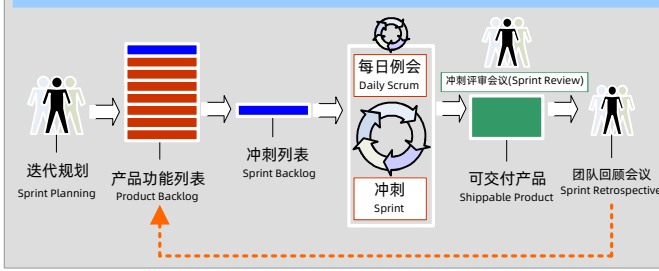 迭代规划
Sprint Planning
产品功能列表
Product Backlog
冲刺列表
Sprint Backlog
每日例会
Daily Scrum
冲刺
Sprint
冲刺评审会议(Sprint Review)
可交付产品
Shippable Product
团队回顾会议
Sprint Retrospective